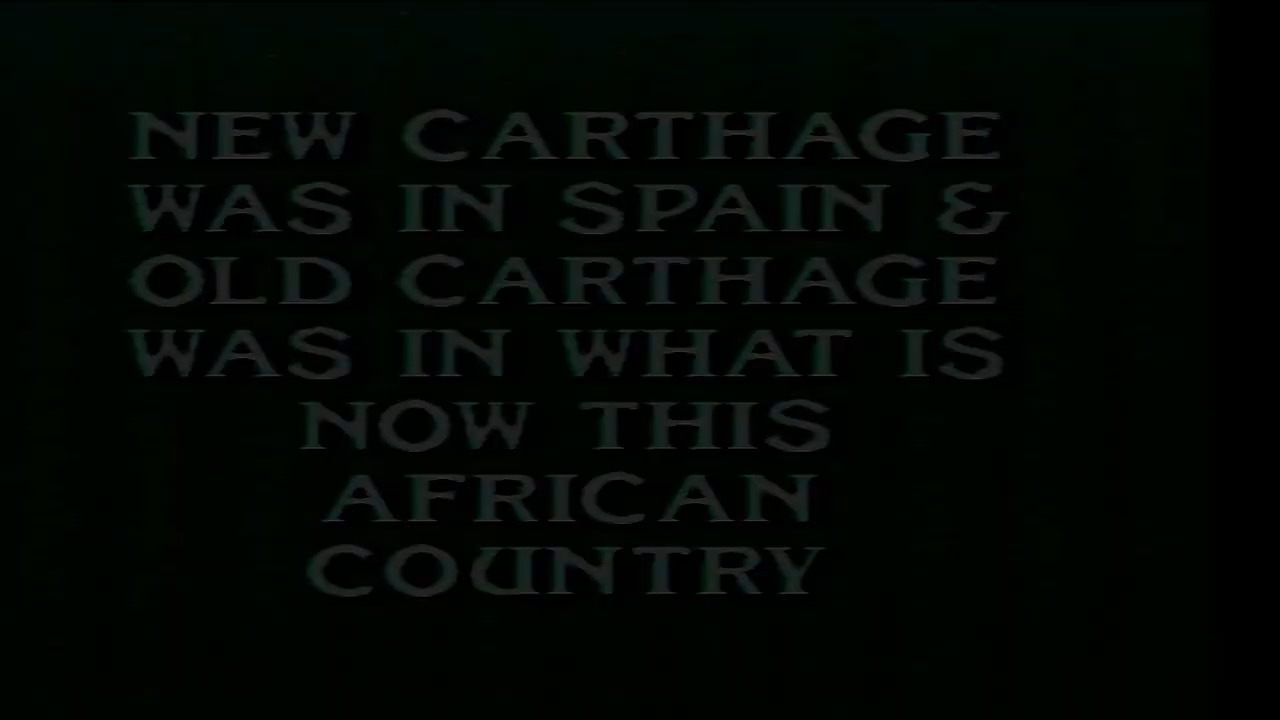 NEW CARTHAGE
WAS IN SPAIN &
OLD CARTHAGE
WAS IN WHAT IS
NOW THIS
AFRICAN
COUNTRY